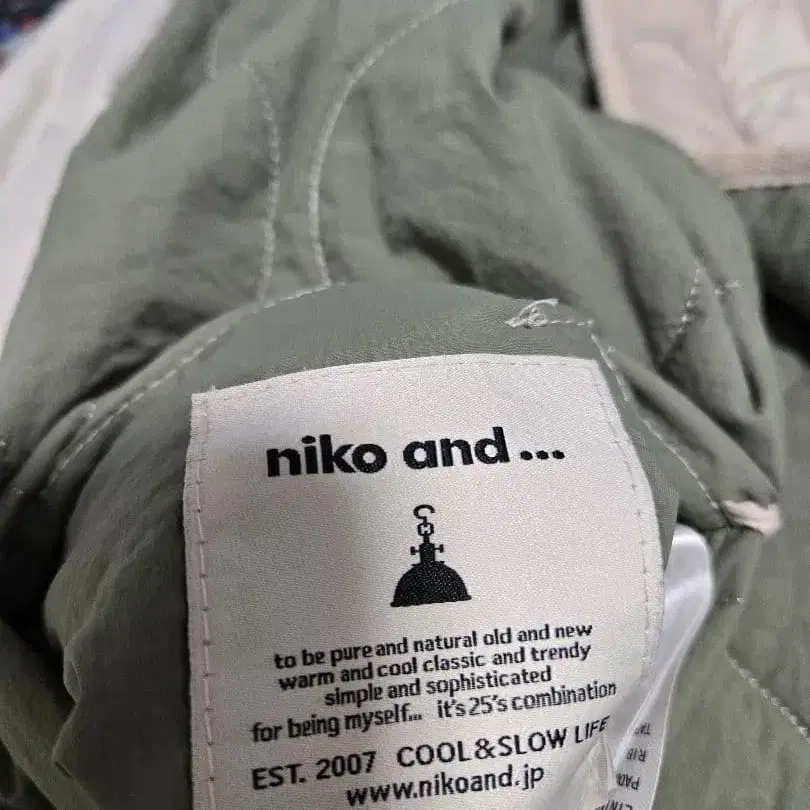 niko and...
to be pure and natural old and new
warm and cool classic and trendy
simple and sophisticated
for being myself... it's 25's combination
EST. 2007 COOL&SLOW LIFE
www.nikoand.jp
RIB